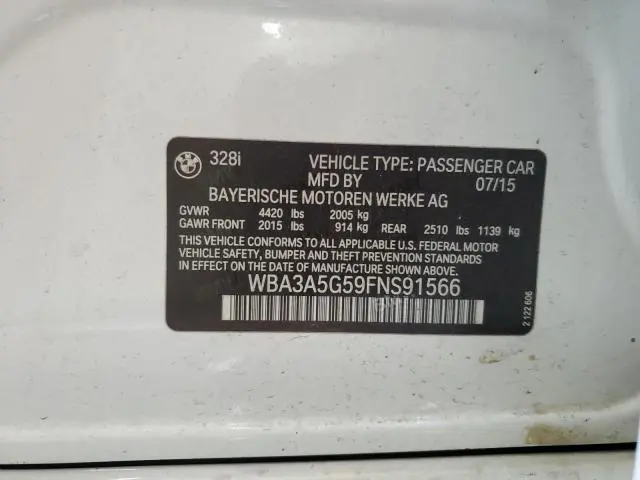 328i VEHICLE TYPE: PASSENGER CAR
MFD BY 07/15
BAYERISCHE MOTOREN WERKE AG
GVWR 4420 lbs 2005 kg
GAWR FRONT 2015 lbs 914 kg REAR 2510 lbs 1139 kg
THIS VEHICLE CONFORMS TO ALL APPLICABLE U.S. FEDERAL MOTOR
VEHICLE SAFETY, BUMPER AND THEFT PREVENTION STANDARDS
IN EFFECT ON THE DATE OF MANUFACTURE SHOWN ABOVE.
WBA3A5G59FNS91566
2 122 606